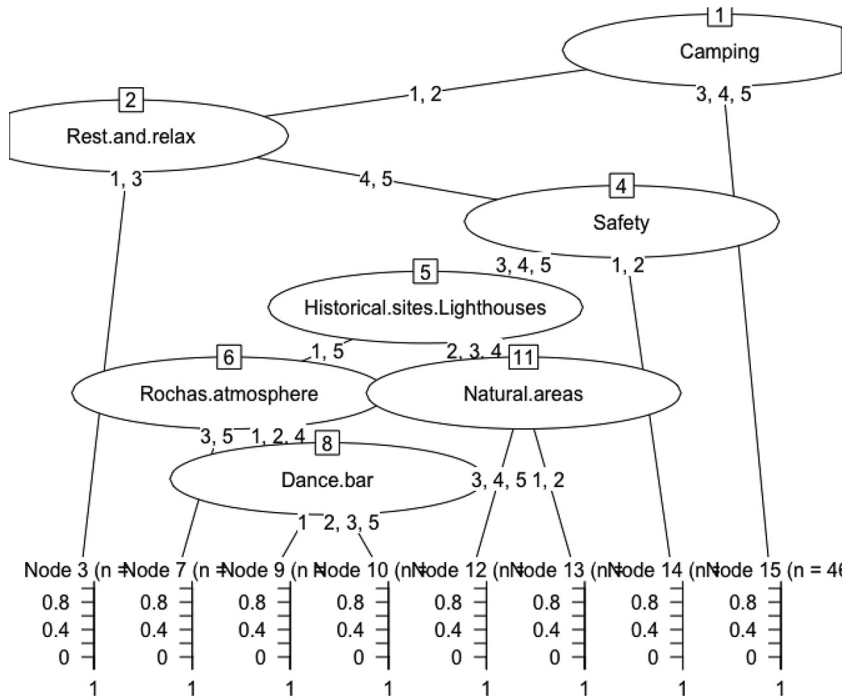 1
Camping
1, 2
3, 4, 5
2
Rest.and.relax
1, 3
4, 5
4
Safety
3, 4, 5
1, 2
5
Historical.sites.Lighthouses
1, 5
2, 3, 4
6
Rochas.atmosphere
11
Natural.areas
3, 5
1, 2, 4
8
Dance.bar
3, 4, 5
1, 2
1
2, 3, 5
Node 3 (n = Node 7 (n = Node 9 (n = Node 10 (n = Node 12 (n = Node 13 (n = Node 14 (n = Node 15 (n = 46
0.8 0.8 0.8 0.8 0.8 0.8 0.8 0.8
0.4 0.4 0.4 0.4 0.4 0.4 0.4 0.4
0 0 0 0 0 0 0 0
1 1 1 1 1 1 1 1